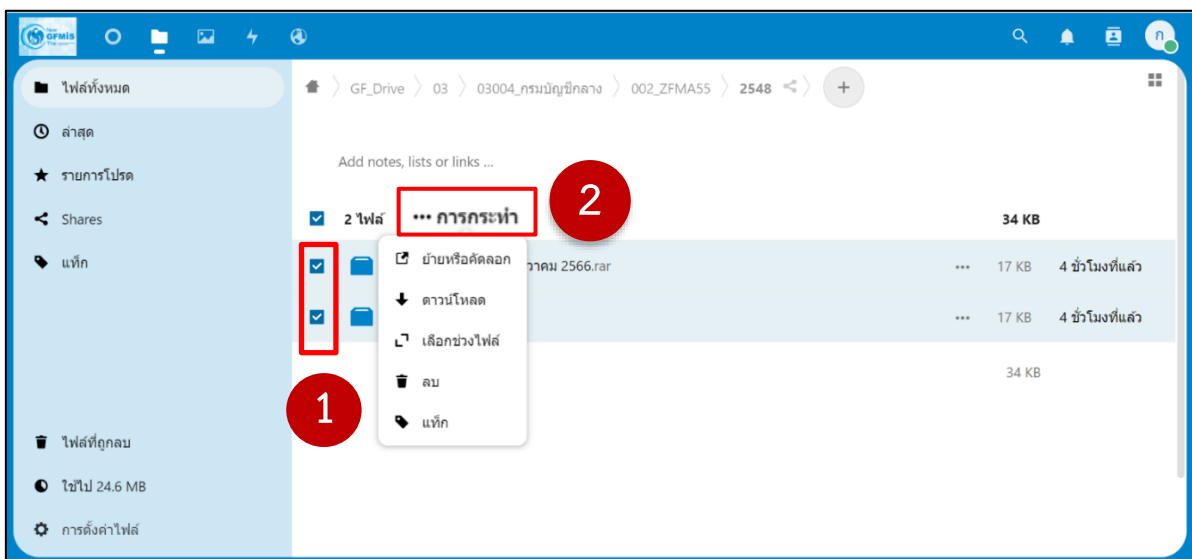 New
GFMIS
Thai
ก
ไฟล์ทั้งหมด
ล่าสุด
รายการโปรด
Shares
แท็ก
ไฟล์ที่ถูกลบ
ใช้ไป 24.6 MB
การตั้งค่าไฟล์
GF_Drive 03 03004_กรมบัญชีกลาง 002_ZFMA55 2548 +
Add notes, lists or links ...
2 ไฟล์ ••• การกระทำ 2 34 KB
วาคม 2566.rar ••• 17 KB 4 ชั่วโมงที่แล้ว
••• 17 KB 4 ชั่วโมงที่แล้ว
34 KB
ย้ายหรือคัดลอก
ดาวน์โหลด
เลือกช่วงไฟล์
ลบ
แท็ก
1